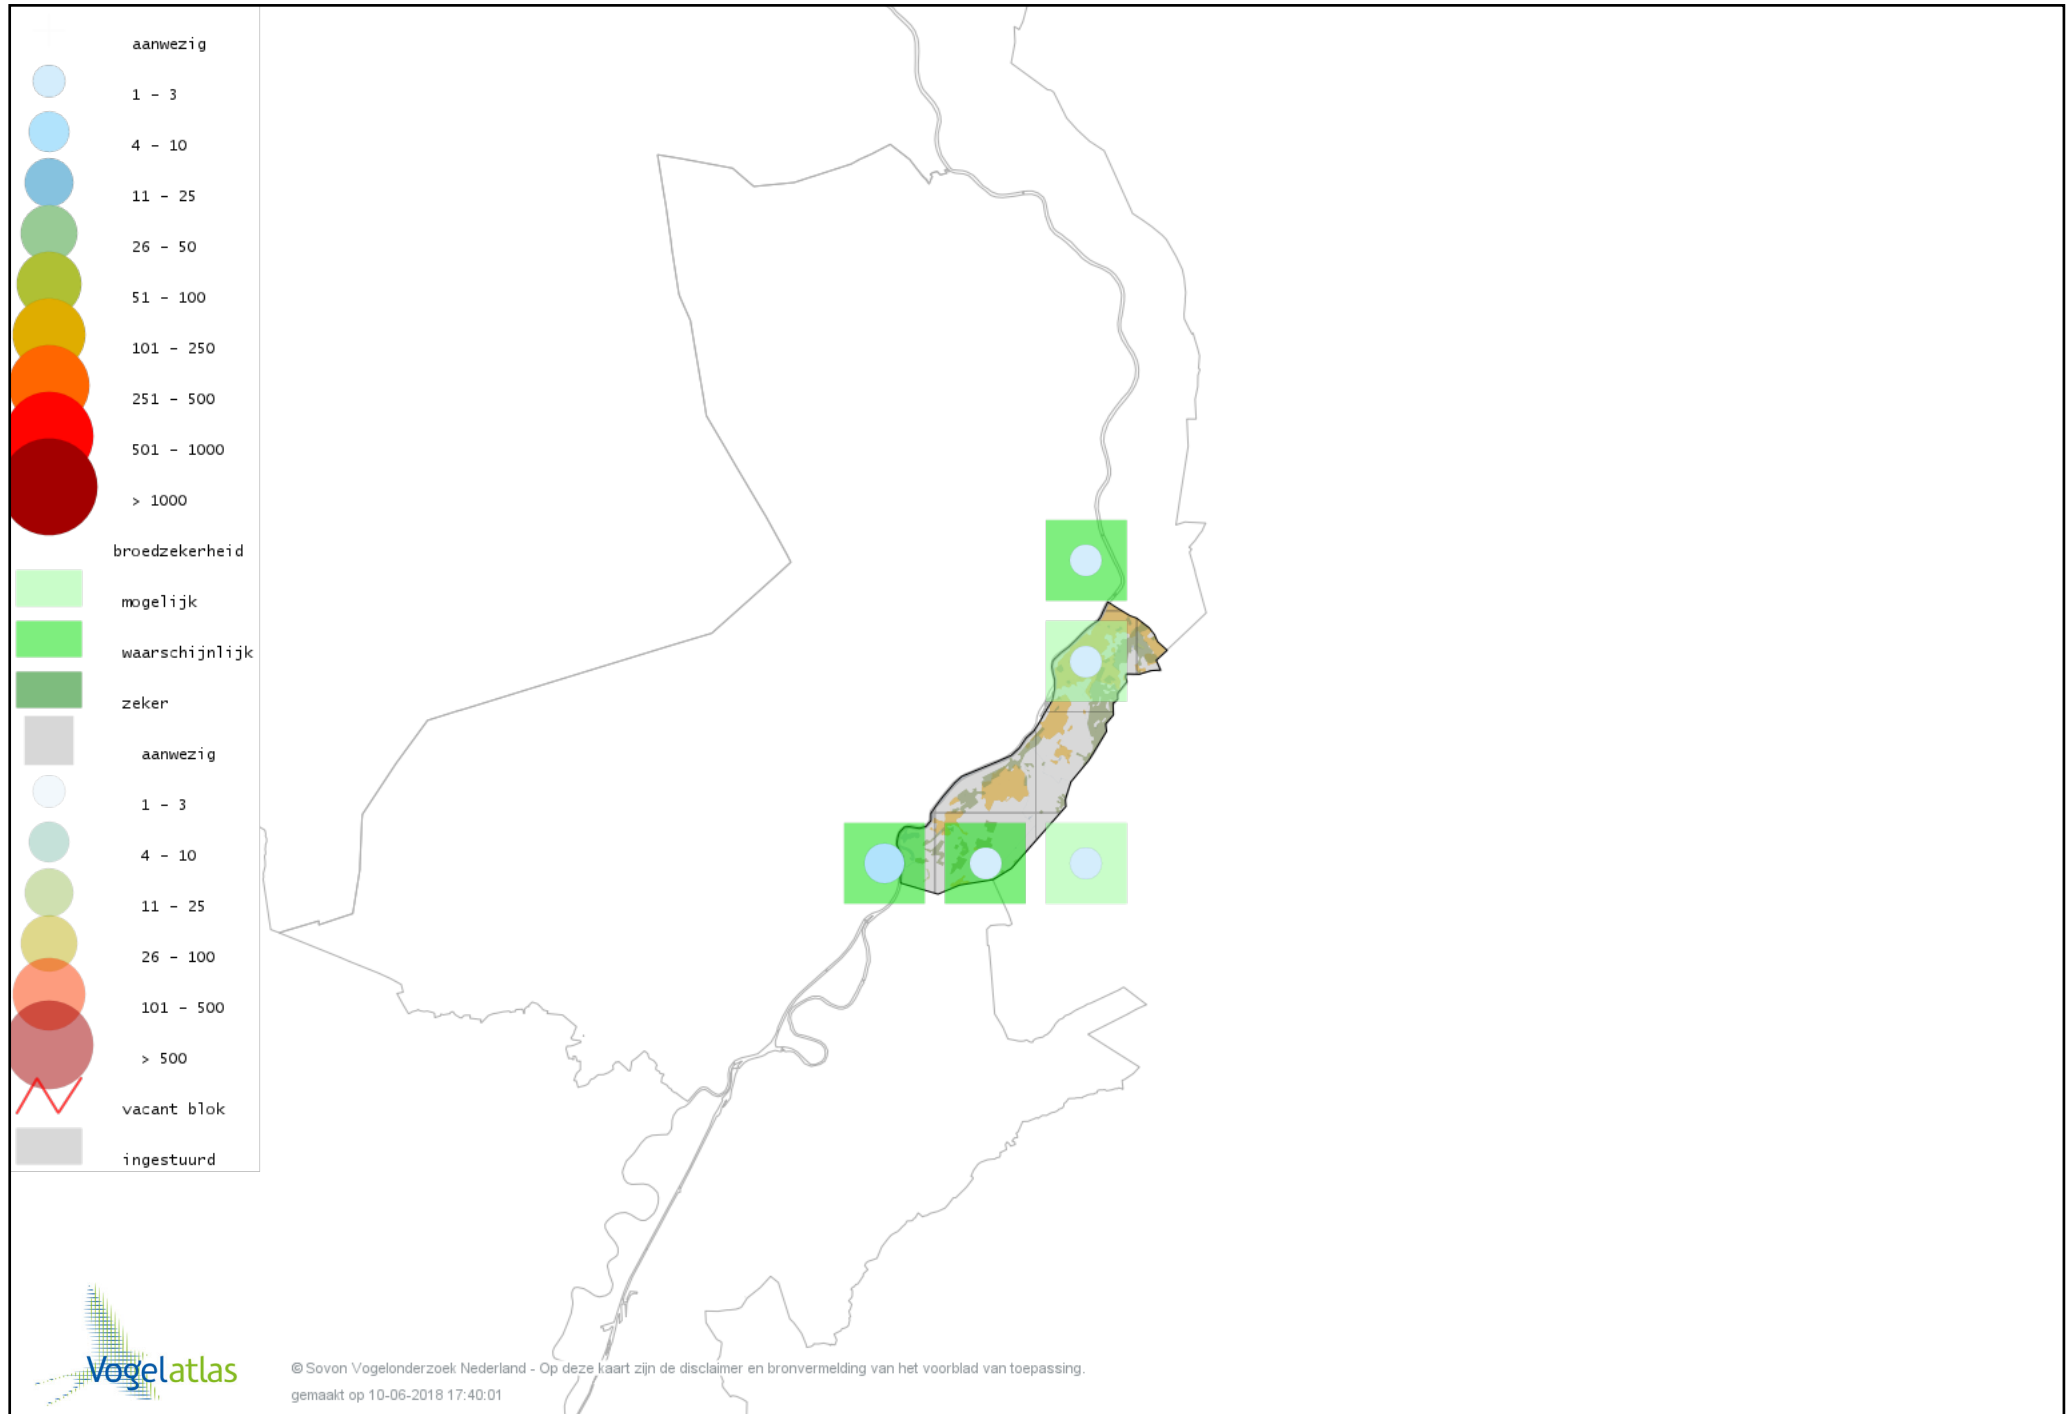 aanwezig
1 - 3
4 - 10
11 - 25
26 - 50
51 - 100
101 - 250
251 - 500
501 - 1000
> 1000
broedzekerheid
mogelijk
waarschijnlijk
zeker
aanwezig
1 - 3
4 - 10
11 - 25
26 - 100
101 - 500
> 500
vacant blok
ingestuurd
Vogelatlas
© Sovon Vogelonderzoek Nederland - Op deze kaart zijn de disclaimer en bronvermelding van het voorblad van toepassing.
gemaakt op 10-06-2018 17:40:01